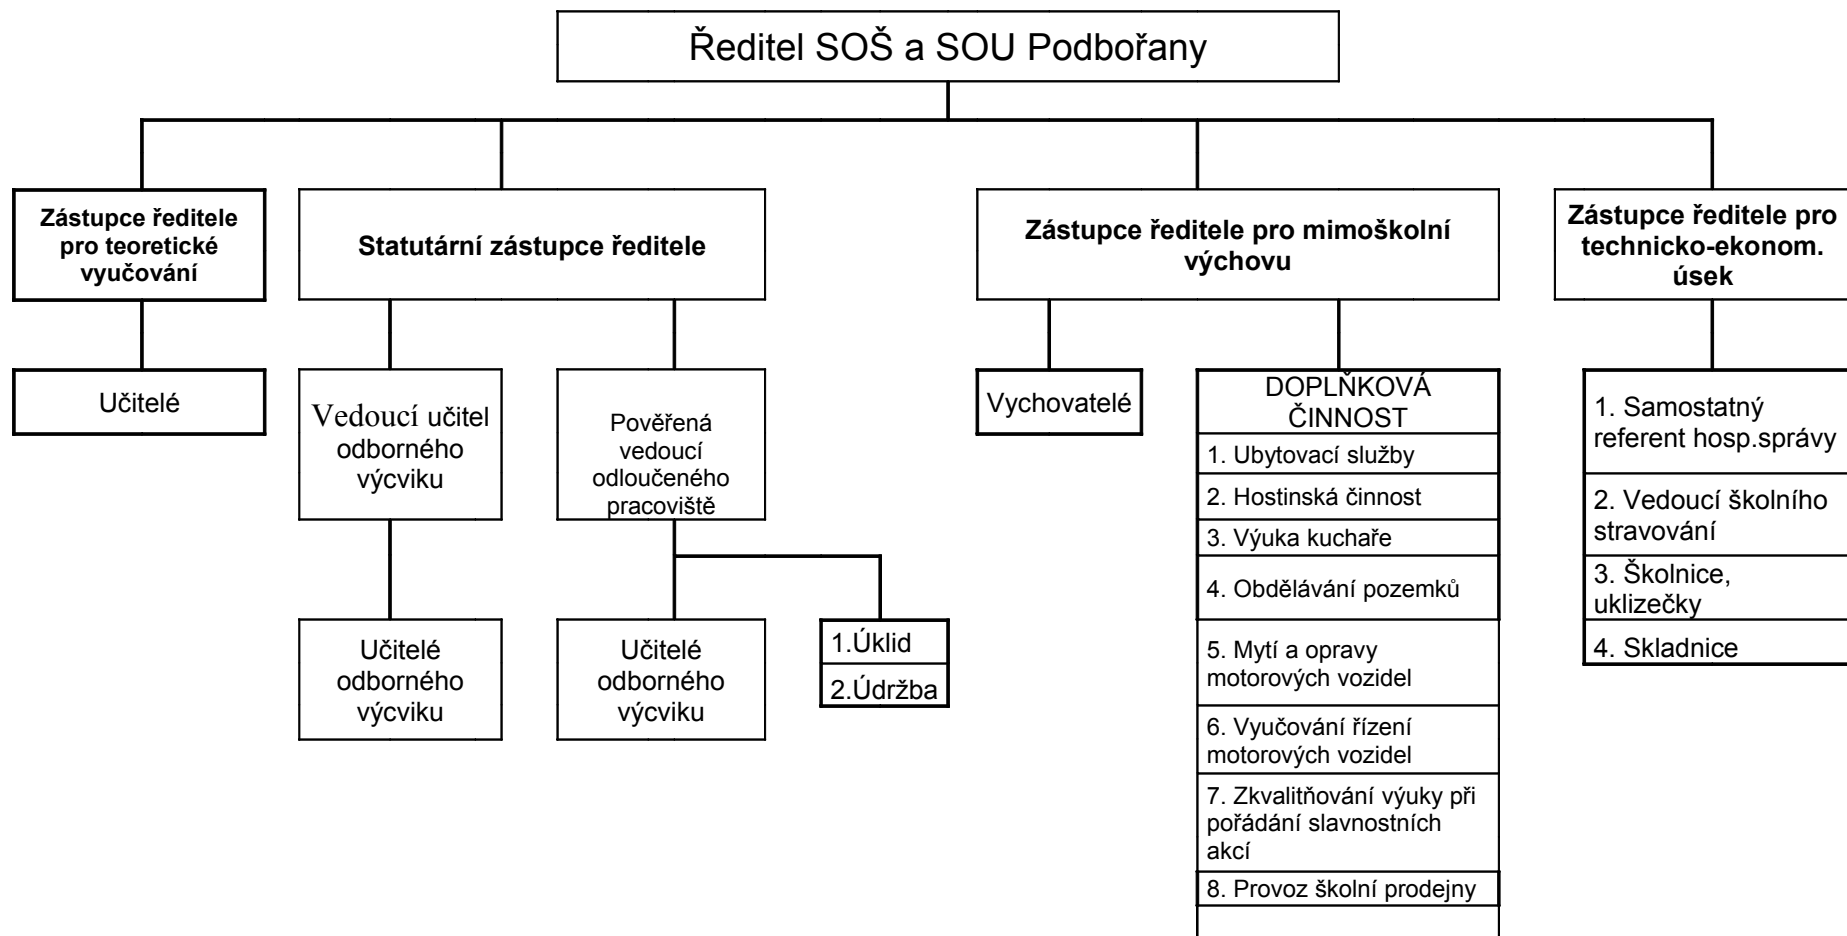 Ředitel SOŠ a SOU Podbořany
Zástupce ředitele
pro teoretické
vyučování
Statutární zástupce ředitele
Zástupce ředitele pro mimoškolní
výchovu
Zástupce ředitele pro
technicko-ekonom.
úsek
Učitelé
Vedoucí učitel
odborného
výcviku
Pověřená
vedoucí
odloučeného
pracoviště
Vychovatelé
DOPLŇKOVÁ
ČINNOST
1. Ubytovací služby
2. Hostinská činnost
3. Výuka kuchaře
4. Obdělávání pozemků
5. Mytí a opravy
motorových vozidel
6. Vyučování řízení
motorových vozidel
7. Zkvalitňování výuky při
pořádání slavnostních
akcí
8. Provoz školní prodejny
1. Samostatný
referent hosp.správy
2. Vedoucí školního
stravování
3. Školnice,
uklizečky
4. Skladnice
Učitelé
odborného
výcviku
Učitelé
odborného
výcviku
1.Úklid
2.Údržba